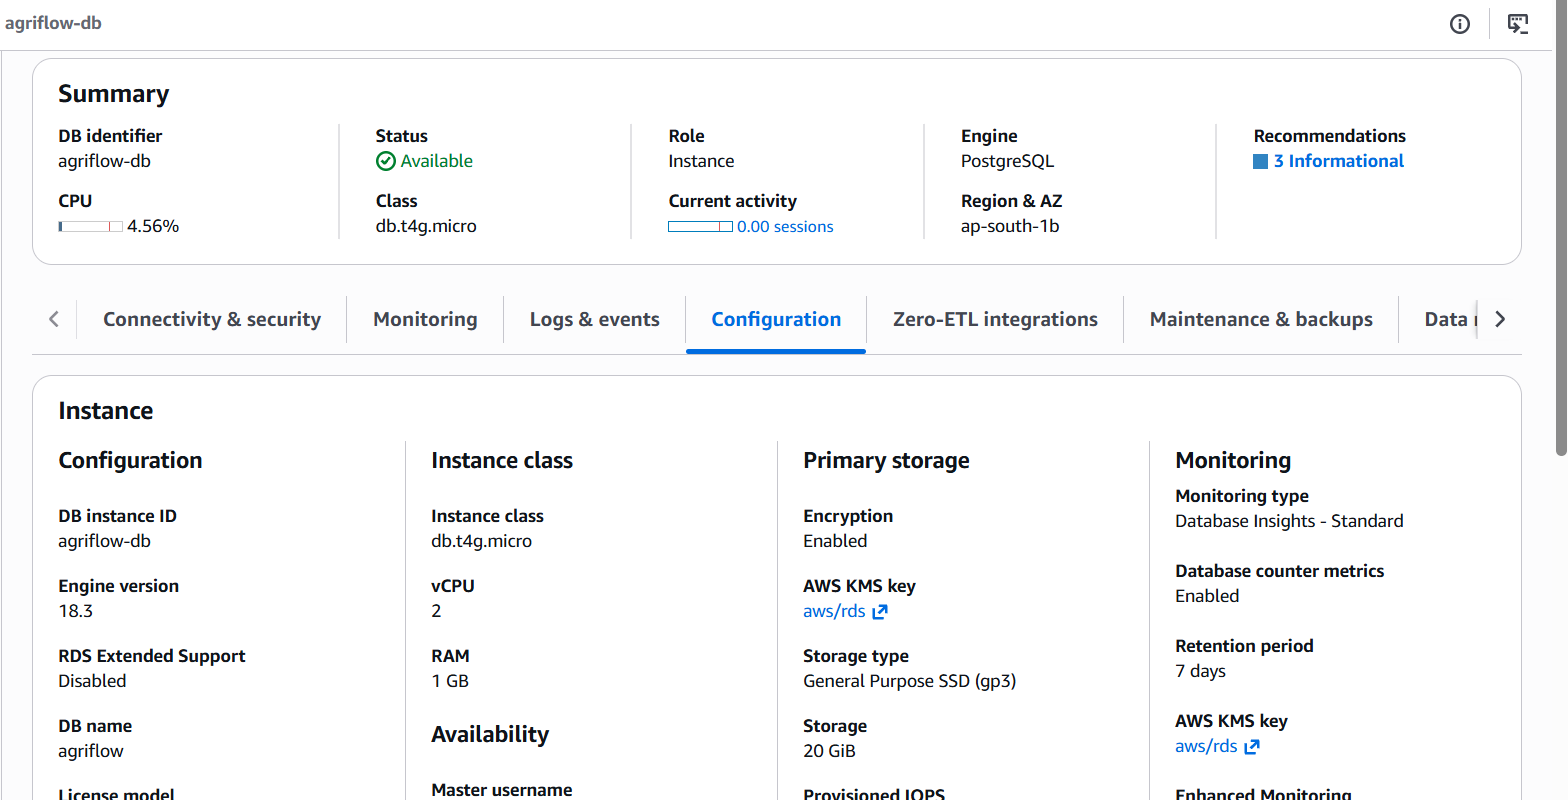 agriflow-db
Summary
DB identifier
agriflow-db
CPU
4.56%
Status
Available
Class
db.t4g.micro
Role
Instance
Current activity
0.00 sessions
Engine
PostgreSQL
Region & AZ
ap-south-1b
Recommendations
3 Informational
Connectivity & security
Monitoring
Logs & events
Configuration
Zero-ETL integrations
Maintenance & backups
Data
Instance
Configuration
DB instance ID
agriflow-db
Engine version
18.3
RDS Extended Support
Disabled
DB name
agriflow
License model
Instance class
Instance class
db.t4g.micro
vCPU
2
RAM
1 GB
Availability
Master username
Primary storage
Encryption
Enabled
AWS KMS key
aws/rds
Storage type
General Purpose SSD (gp3)
Storage
20 GiB
Provisioned IOPS
Monitoring
Monitoring type
Database Insights - Standard
Database counter metrics
Enabled
Retention period
7 days
AWS KMS key
aws/rds
Enhanced Monitoring